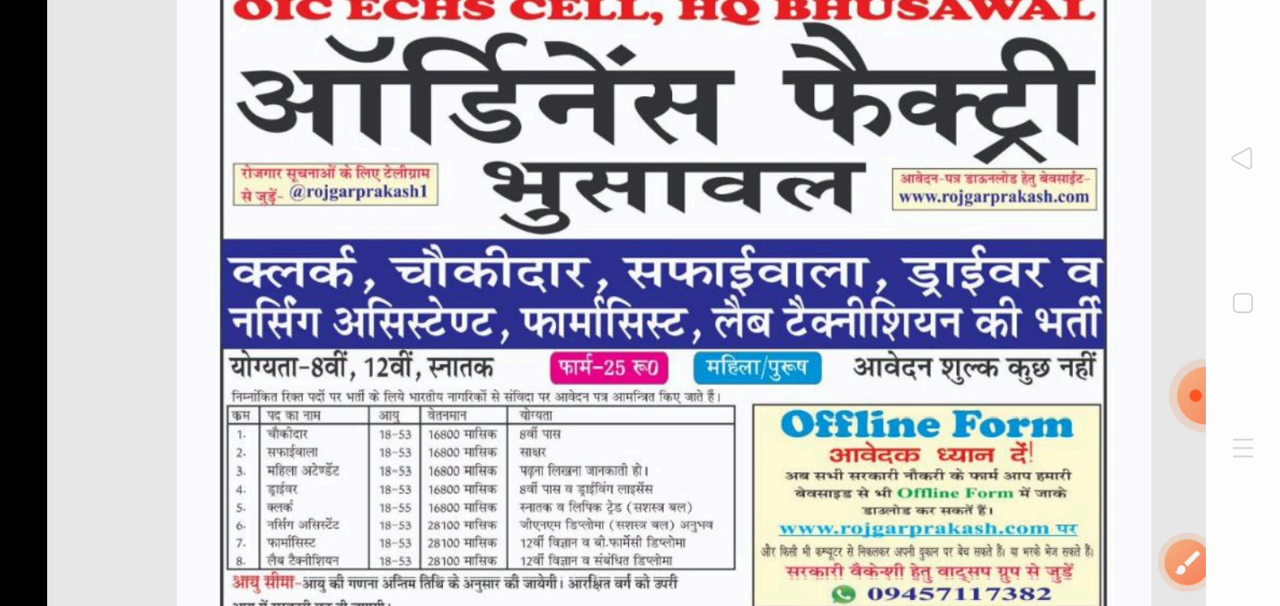 OIC ECHS CELL, HQ BHUSAWAL
ऑर्डिनेंस फैक्ट्री
भुसावल
रोजगार सूचनाओं के लिए टेलीग्राम
से जुड़ें- @rojgarprakash1
आवेदन-पत्र डाऊनलोड हेतु बेवसाईट-
www.rojgarprakash.com
क्लर्क, चौकीदार, सफाईवाला, ड्राईवर व
नर्सिंग असिस्टेण्ट, फार्मासिस्ट, लैब टैक्नीशियन की भर्ती
योग्यता-8वीं, 12वीं, स्नातक फार्म-25 रू0 महिला/पुरूष आवेदन शुल्क कुछ नहीं
निम्नांकित रिक्त पदों पर भर्ती के लिये भारतीय नागरिकों से संविदा पर आवेदन पत्र आमन्त्रित किए जाते हैं।
कम पद का नाम आयु वेतनमान योग्यता
1. चौकीदार 18-53 16800 मासिक 8वीं पास
2. सफाईवाला 18-53 16800 मासिक साक्षर
3. महिला अटेण्डेंट 18-53 16800 मासिक पढ़ना लिखना जानकाती हो।
4. ड्राईवर 18-53 16800 मासिक 8वीं पास व ड्राईविंग लाइसेंस
5. क्लर्क 18-55 16800 मासिक स्नातक व लिपिक ट्रेड (सशस्त्र बल)
6. नर्सिंग असिस्टेंट 18-53 28100 मासिक जीएनएम डिप्लोमा (सशस्त्र बल) अनुभव
7. फार्मासिस्ट 18-53 28100 मासिक 12वीं विज्ञान व बी.फार्मेसी डिप्लोमा
8. लैब टैक्नीशियन 18-53 28100 मासिक 12वीं विज्ञान व संबंधित डिप्लोमा
आयु सीमा-आयु की गणना अन्तिम तिथि के अनुसार की जायेगी। आरक्षित वर्ग को उपरी
Offline Form
आवेदक ध्यान दें!
अब सभी सरकारी नौकरी के फार्म आप हमारी
बेवसाइड से भी Offline Form में जाके
डाउलोड कर सकतें हैं।
www.rojgarprakash.com पर
और किसी भी कम्प्यूटर से निकलकर अपनी दुकान पर बेच सकते हैं। या भरके भेज सकते हैं।
सरकारी वैकेन्शी हेतु वाट्सप ग्रुप से जुडें
09457117382